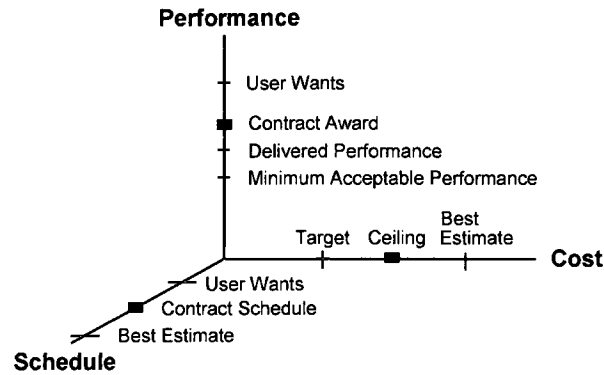 Performance
User Wants
Contract Award
Delivered Performance
Minimum Acceptable Performance
Target
Ceiling
Best
Estimate
Cost
User Wants
Contract Schedule
Best Estimate
Schedule